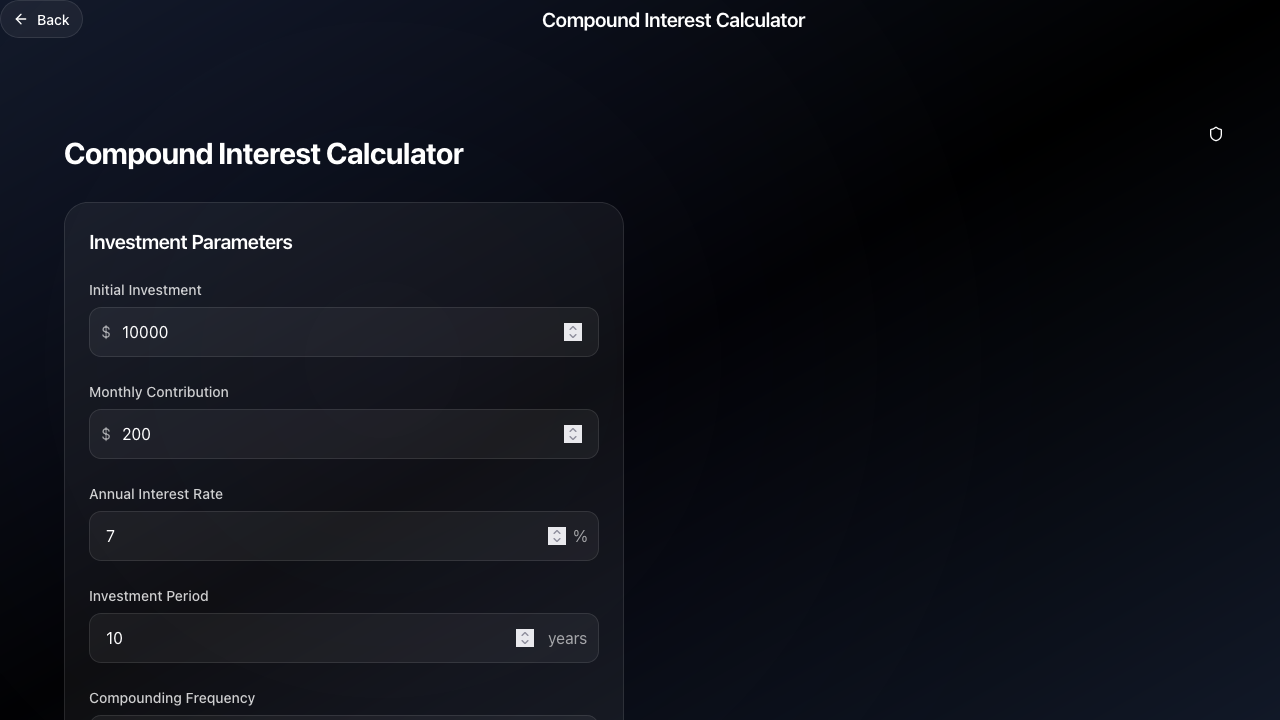 Back
Compound Interest Calculator
Compound Interest Calculator
Investment Parameters
Initial Investment
$ 10000
Monthly Contribution
$ 200
Annual Interest Rate
7 %
Investment Period
10 years
Compounding Frequency